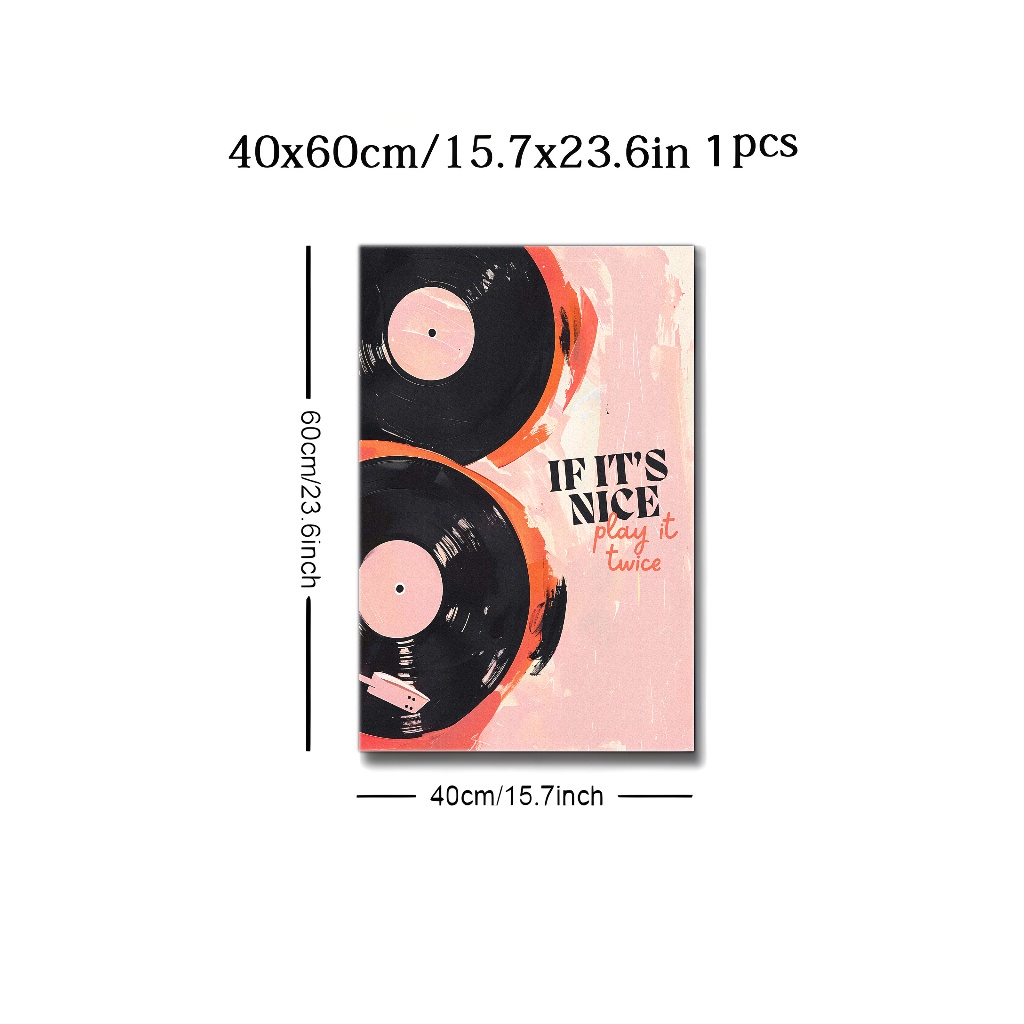 40x60cm/15.7x23.6in 1pcs
60cm/23.6inch
IF IT'S
NICE
play it
twice
40cm/15.7inch